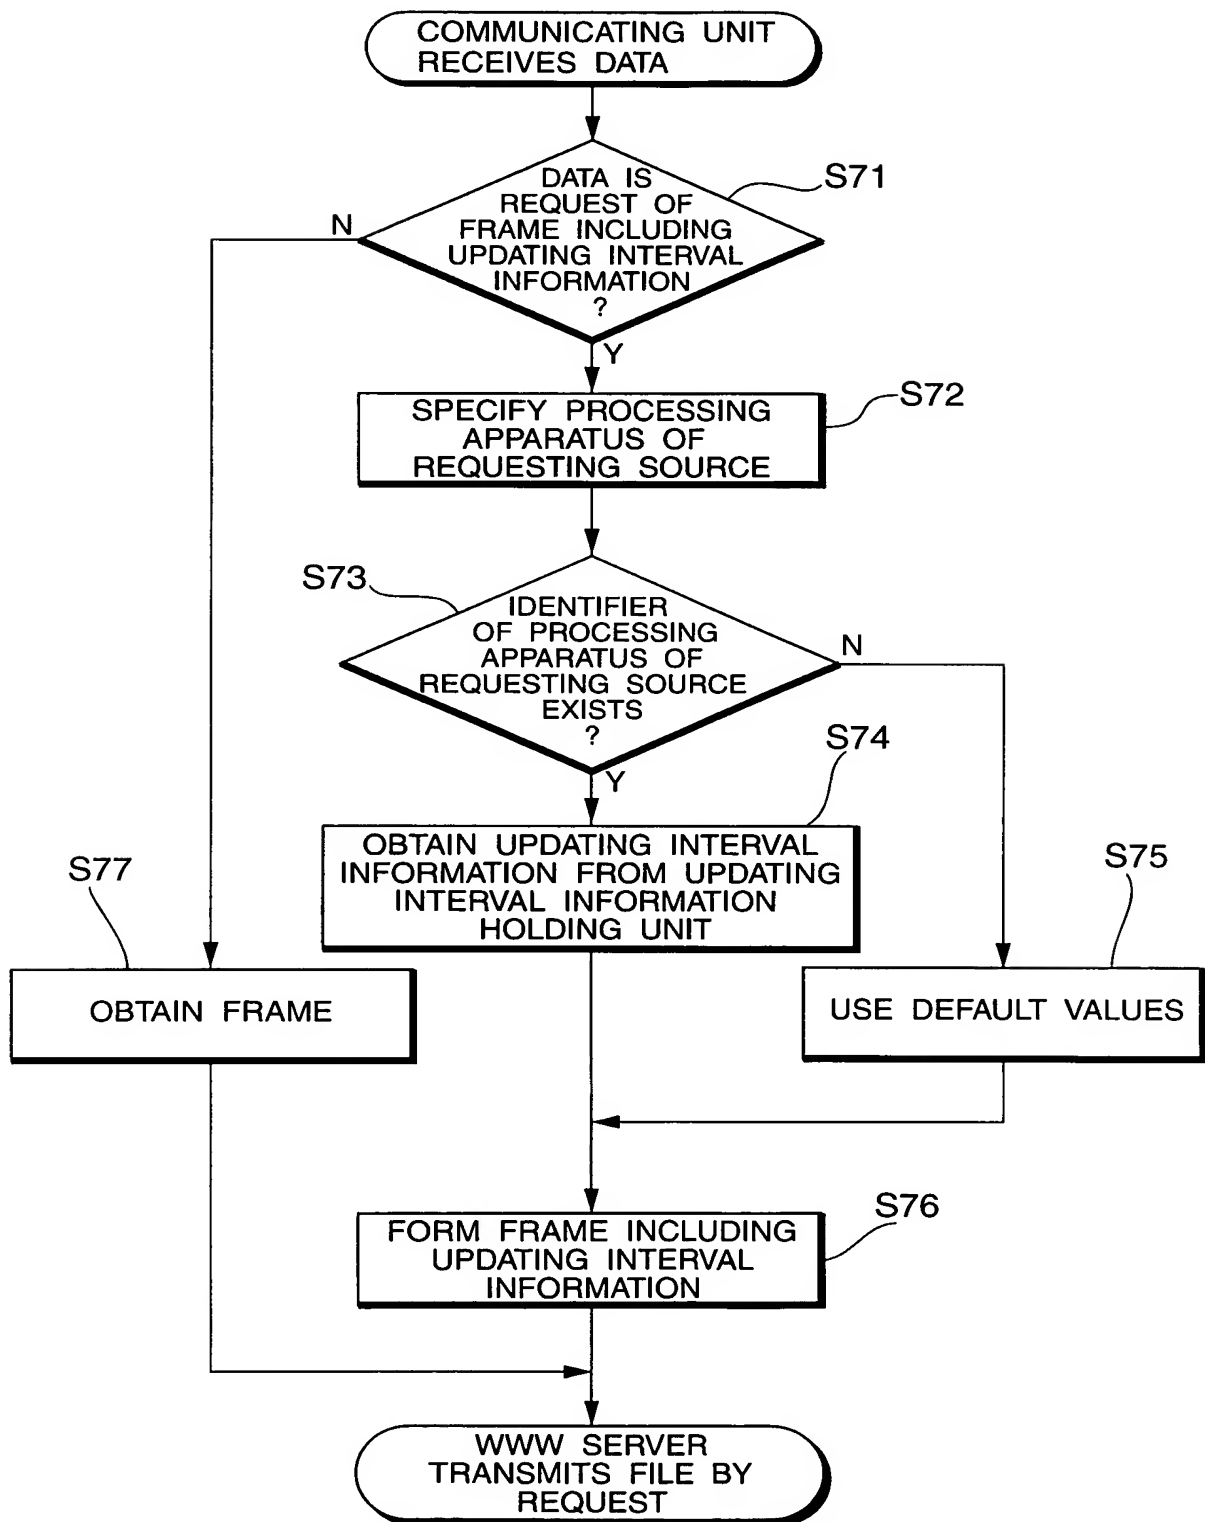 COMMUNICATING UNIT
RECEIVES DATA
S71
DATA IS
REQUEST OF
FRAME INCLUDING
UPDATING INTERVAL
INFORMATION
?
N
Y
S72
SPECIFY PROCESSING
APPARATUS OF
REQUESTING SOURCE
S73
IDENTIFIER
OF PROCESSING
APPARATUS OF
REQUESTING SOURCE
EXISTS
?
N
Y
S74
OBTAIN UPDATING INTERVAL
INFORMATION FROM UPDATING
INTERVAL INFORMATION
HOLDING UNIT
S77
OBTAIN FRAME
S75
USE DEFAULT VALUES
S76
FORM FRAME INCLUDING
UPDATING INTERVAL
INFORMATION
WWW SERVER
TRANSMITS FILE BY
REQUEST